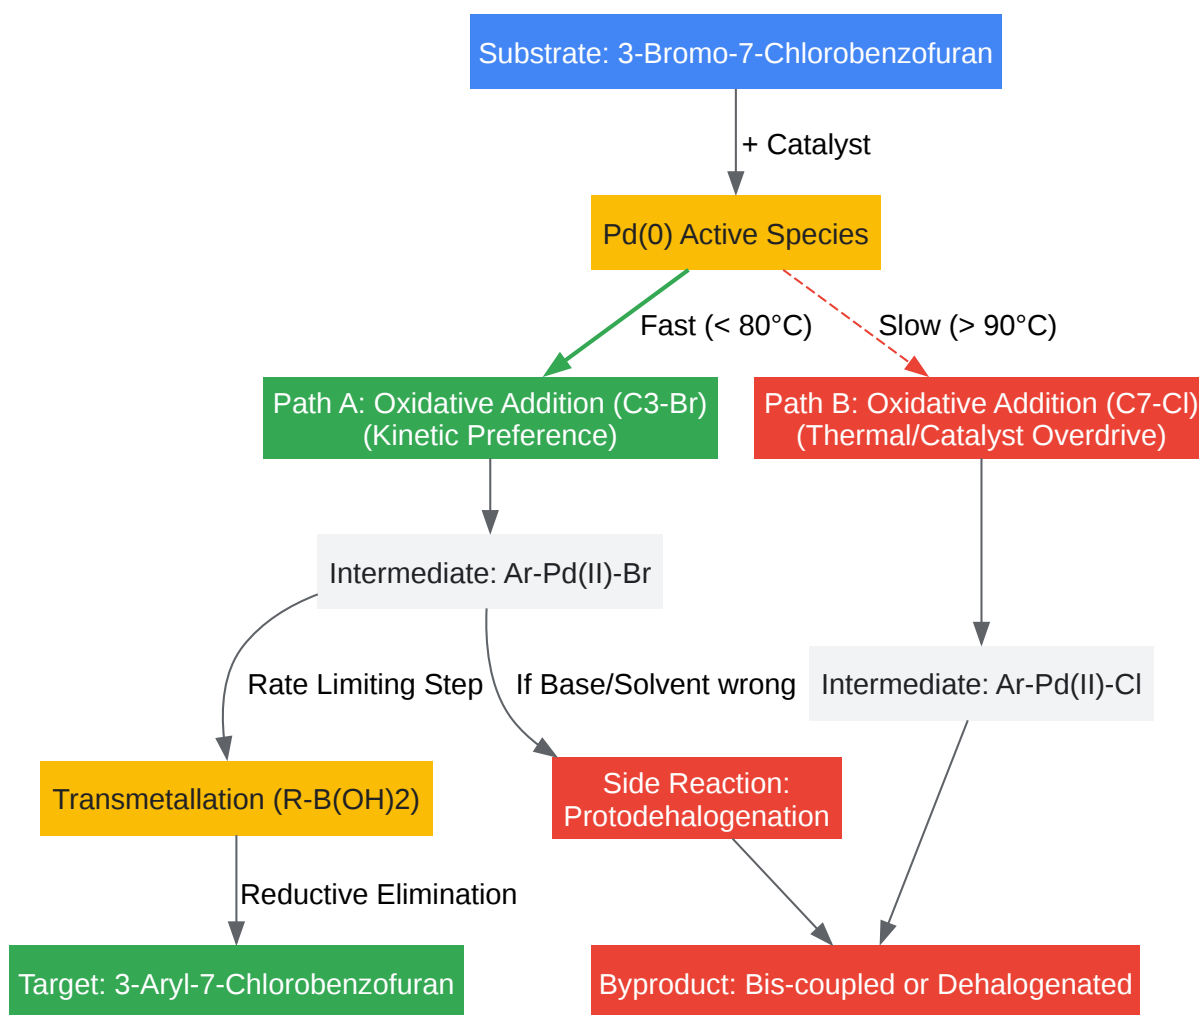 Substrate: 3-Bromo-7-Chlorobenzofuran
+ Catalyst
Pd(0) Active Species
Fast (< 80°C)
Slow (> 90°C)
Path A: Oxidative Addition (C3-Br)
(Kinetic Preference)
Path B: Oxidative Addition (C7-Cl)
(Thermal/Catalyst Overdrive)
Intermediate: Ar-Pd(II)-Br
Rate Limiting Step
If Base/Solvent wrong
Intermediate: Ar-Pd(II)-Cl
Transmetallation (R-B(OH)2)
Side Reaction:
Protodehalogenation
Reductive Elimination
Target: 3-Aryl-7-Chlorobenzofuran
Byproduct: Bis-coupled or Dehalogenated